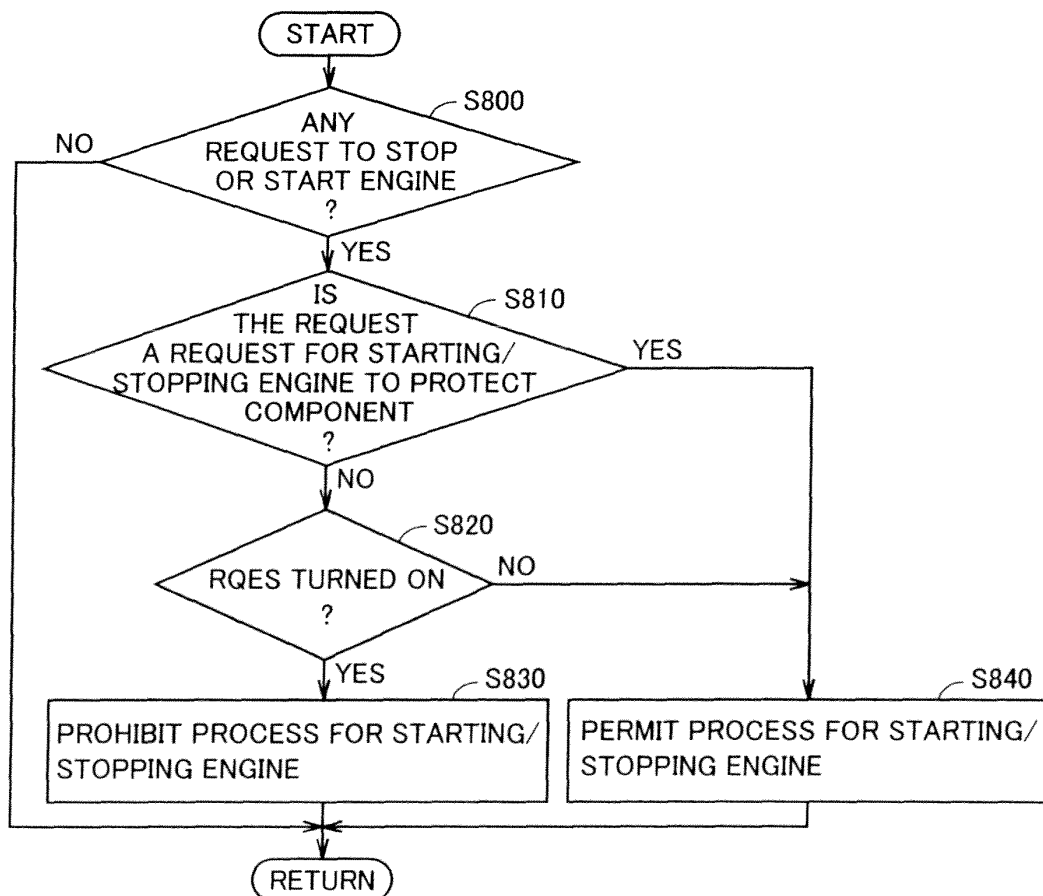 START
S800
ANY
REQUEST TO STOP
OR START ENGINE
?
NO
YES
S810
IS
THE REQUEST
A REQUEST FOR STARTING/
STOPPING ENGINE TO PROTECT
COMPONENT
?
YES
NO
S820
RQES TURNED ON
?
NO
YES
S830
PROHIBIT PROCESS FOR STARTING/
STOPPING ENGINE
S840
PERMIT PROCESS FOR STARTING/
STOPPING ENGINE
RETURN